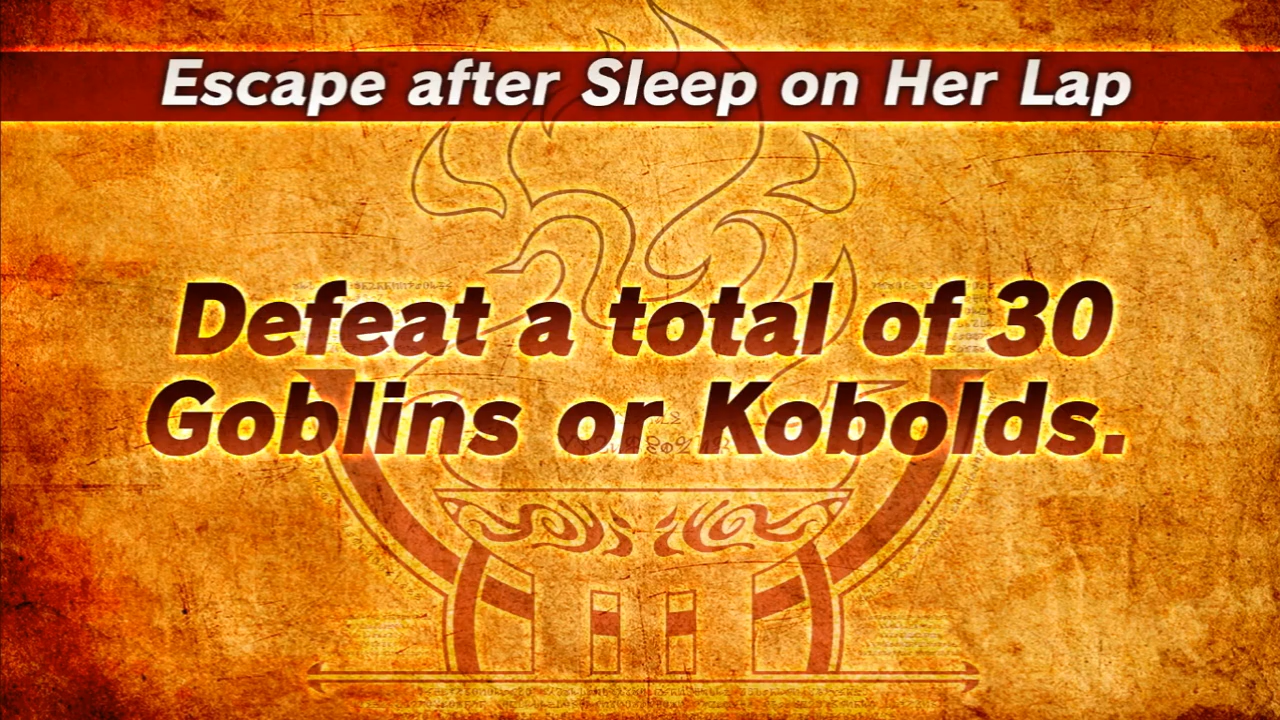 Escape after Sleep on Her Lap
Defeat a total of 30
Goblins or Kobolds.